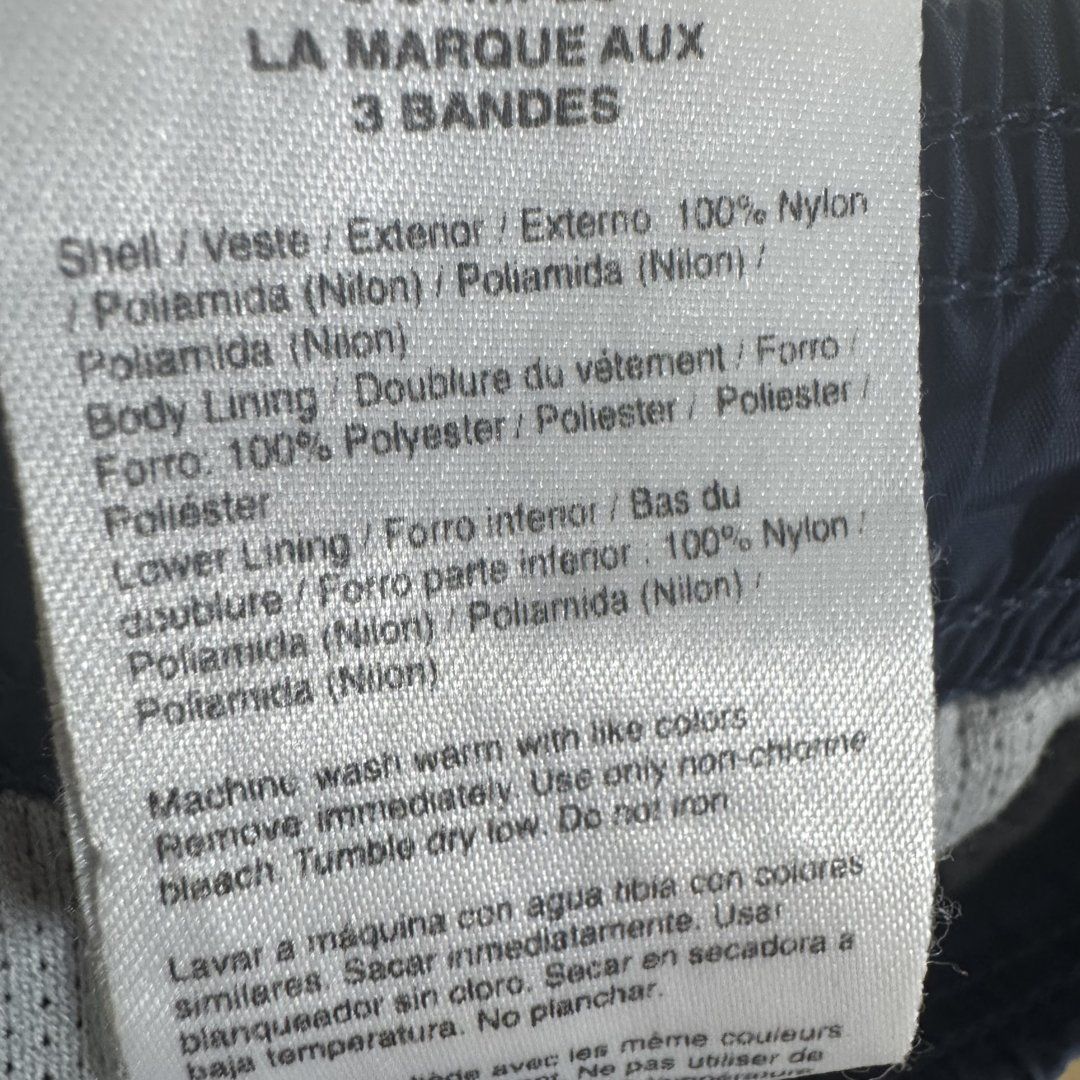 LA MARQUE AUX
3 BANDES
Shell / Veste / Exterior / Externo 100% Nylon
/ Poliamida (Nilon) / Poliamida (Nilon) /
Poliamida (Nilon)
Body Lining / Doublure du vêtement / Forro /
Forro: 100% Polyester / Poliester / Poliester /
Poliéster
Lower Lining / Forro inferior / Bas du
doublure / Forro parte inferior : 100% Nylon /
Poliamida (Nilon) / Poliamida (Nilon) /
Poliamida (Nilon)
Machine wash warm with like colors
Remove immediately. Use only non-chlorine
bleach. Tumble dry low. Do not iron
Lavar a máquina con agua tibia con colores
similares. Sacar inmediatamente. Usar
blanqueador sin cloro. Secar en secadora a
baja temperatura. No planchar.
avec les même couleurs
Ne pas utiliser de